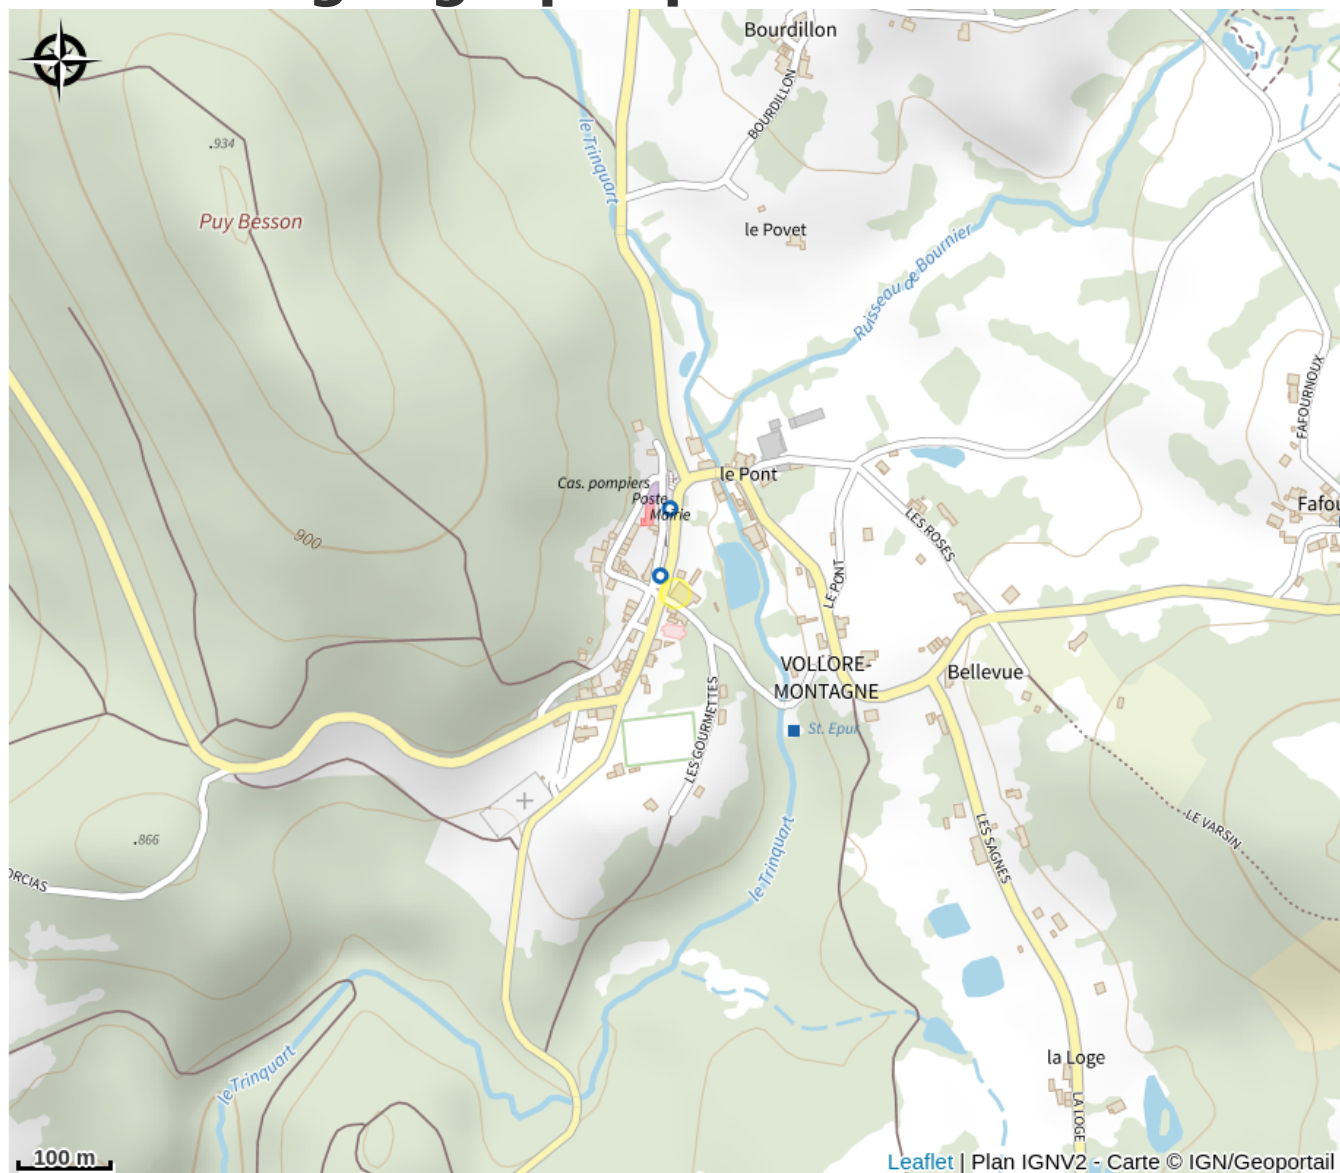 Bourdillon
BOURDILLON
le Trinquart
.934
Puy Besson
le Povet
Ruisseau de Bournier
FAFOURNOUX
Cas. pompiers
Poste
Mairie
le Pont
900
LES ROSES
Fafou
LE PONT
VOLLORE-
MONTAGNE
Bellevue
LES GOURMETTES
St. Epur
.866
ORCIAS
LES SAGNES
LE VARSIN
le Trinquart
le Trinquart
la Loge
LA LOGE
100 m
Leaflet | Plan IGNV2 - Carte © IGN/Geoportail